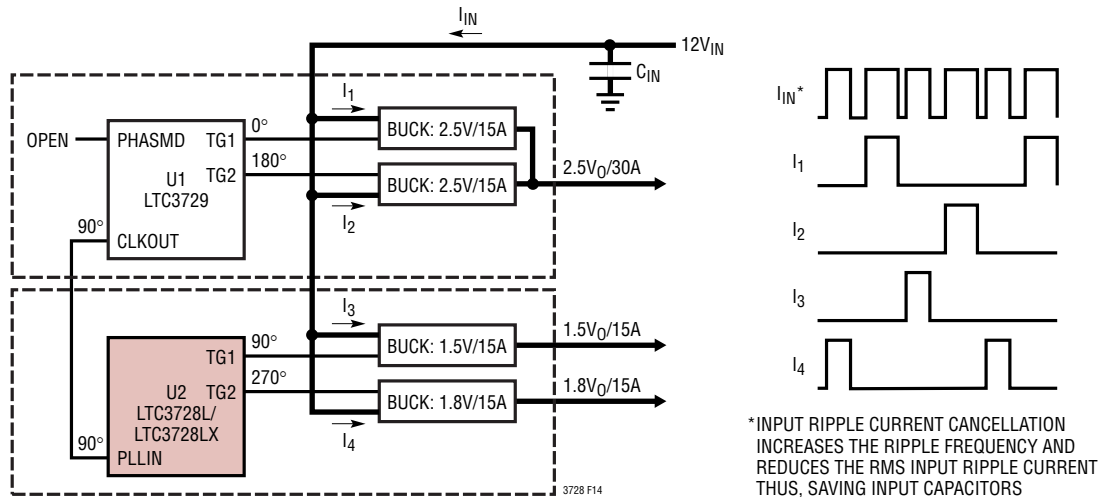 I_IN
12V_IN
C_IN
I_1
OPEN
PHASMD
TG1
0°
BUCK: 2.5V/15A
U1
LTC3729
TG2
180°
BUCK: 2.5V/15A
2.5V_O/30A
I_2
90°
CLKOUT
I_3
TG1
90°
BUCK: 1.5V/15A
1.5V_O/15A
U2
LTC3728L/
LTC3728LX
TG2
270°
BUCK: 1.8V/15A
1.8V_O/15A
I_4
90°
PLLIN
3728 F14
I_IN*
I_1
I_2
I_3
I_4
*INPUT RIPPLE CURRENT CANCELLATION
INCREASES THE RIPPLE FREQUENCY AND
REDUCES THE RMS INPUT RIPPLE CURRENT
THUS, SAVING INPUT CAPACITORS